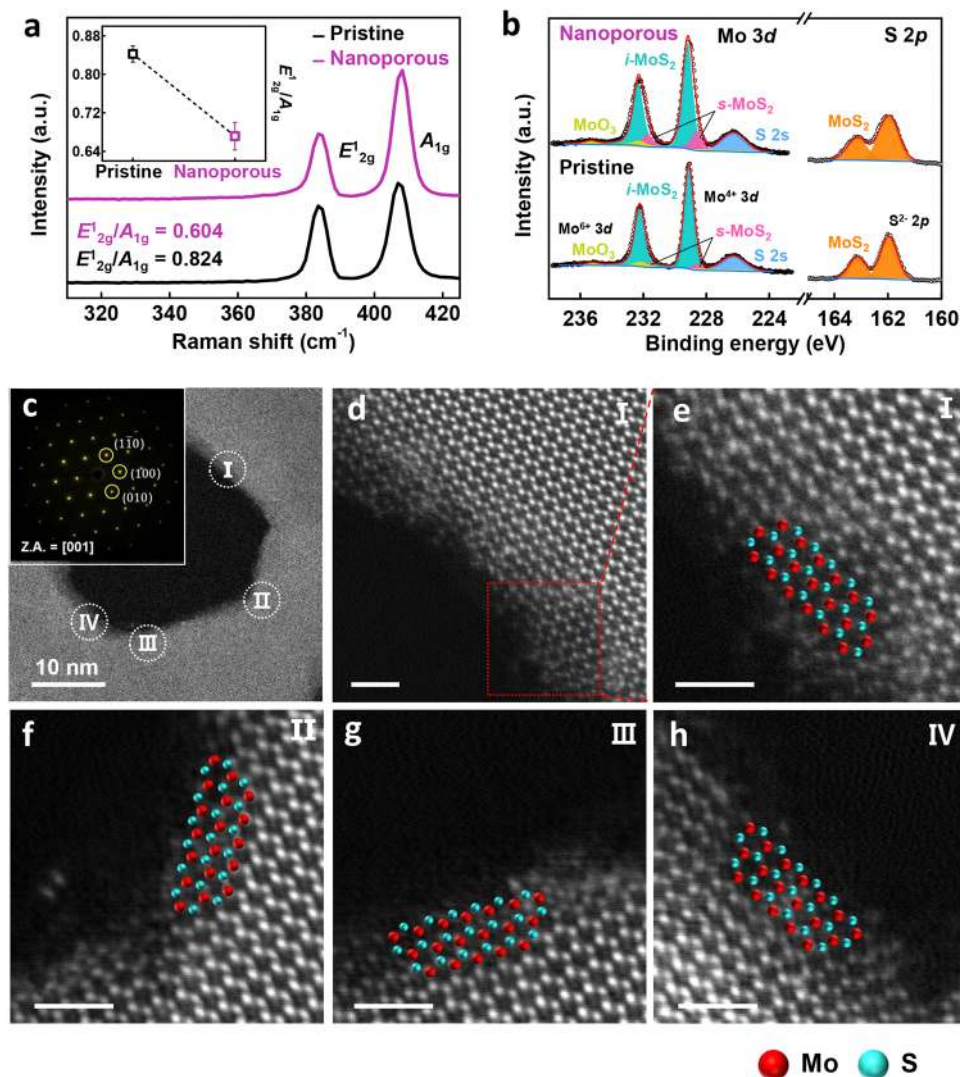 a
0.88
0.80
0.72
0.64
Pristine Nanoporous
E¹₂g/A₁g
Pristine
Nanoporous
E¹₂g
A₁g
E¹₂g/A₁g = 0.604
E¹₂g/A₁g = 0.824
Intensity (a.u.)
320 340 360 380 400 420
Raman shift (cm⁻¹)
b
Nanoporous Mo 3d S 2p
i-MoS₂
s-MoS₂
MoO₃
S 2s
MoS₂
Pristine
i-MoS₂
Mo⁴⁺ 3d
Mo⁶⁺ 3d
MoO₃
s-MoS₂
S 2s
S²⁻ 2p
MoS₂
Intensity (a.u.)
236 232 228 224 164 162 160
Binding energy (eV)
c
(11̄0)
(100)
(010)
Z.A. = [001]
I
II
III
IV
10 nm
d
I
e
I
f
II
g
III
h
IV
Mo S